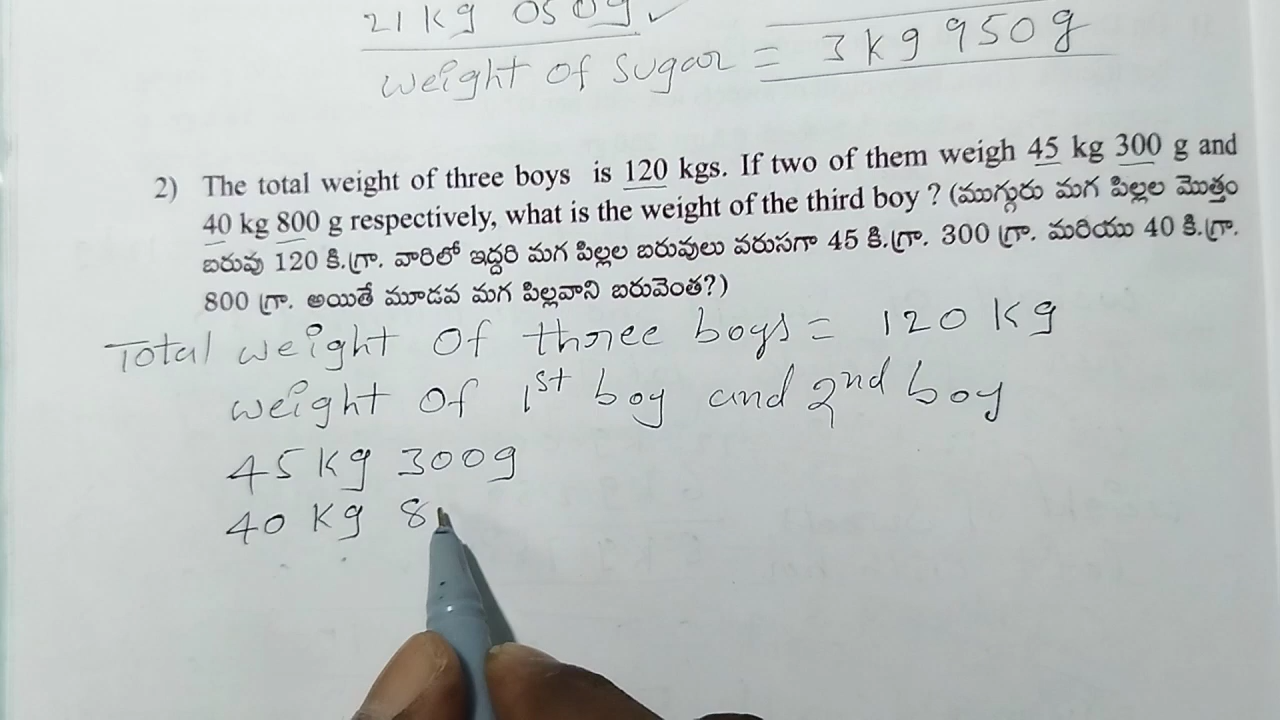 21 kg 050g
weight of sugar = 3 kg 950 g
2) The total weight of three boys is 120 kgs. If two of them weigh 45 kg 300 g and
40 kg 800 g respectively, what is the weight of the third boy ? (ముగ్గురు మగ పిల్లల మొత్తం
బరువు 120 కి.గ్రా. వారిలో ఇద్దరి మగ పిల్లల బరువులు వరుసగా 45 కి.గ్రా. 300 గ్రా. మరియు 40 కి.గ్రా.
800 గ్రా. అయితే మూడవ మగ పిల్లవాని బరువెంత?)
Total weight of three boys = 120 kg
weight of 1st boy and 2nd boy
45 kg 300g
40 kg 8